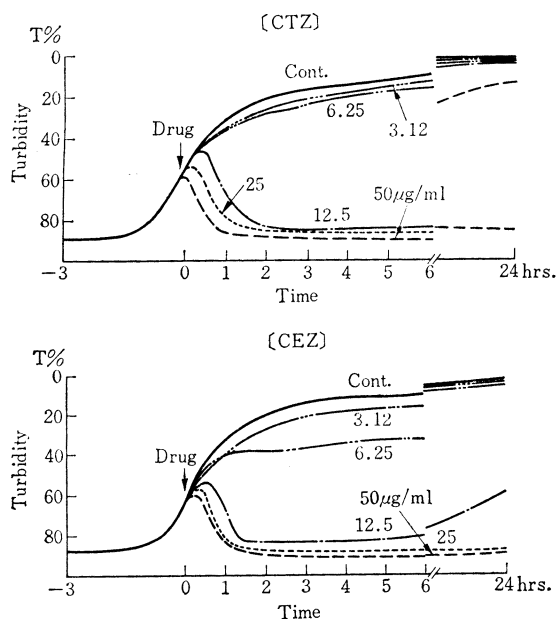 [CTZ]
T%
0
20
40
60
80
Turbidity
Cont.
6.25
3.12
Drug
25
50μg/ml
12.5
−3 0 1 2 3 4 5 6 24 hrs.
Time
[CEZ]
T%
0
20
40
60
80
Turbidity
Cont.
3.12
6.25
Drug
50μg/ml
12.5
25
−3 0 1 2 3 4 5 6 24 hrs.
Time